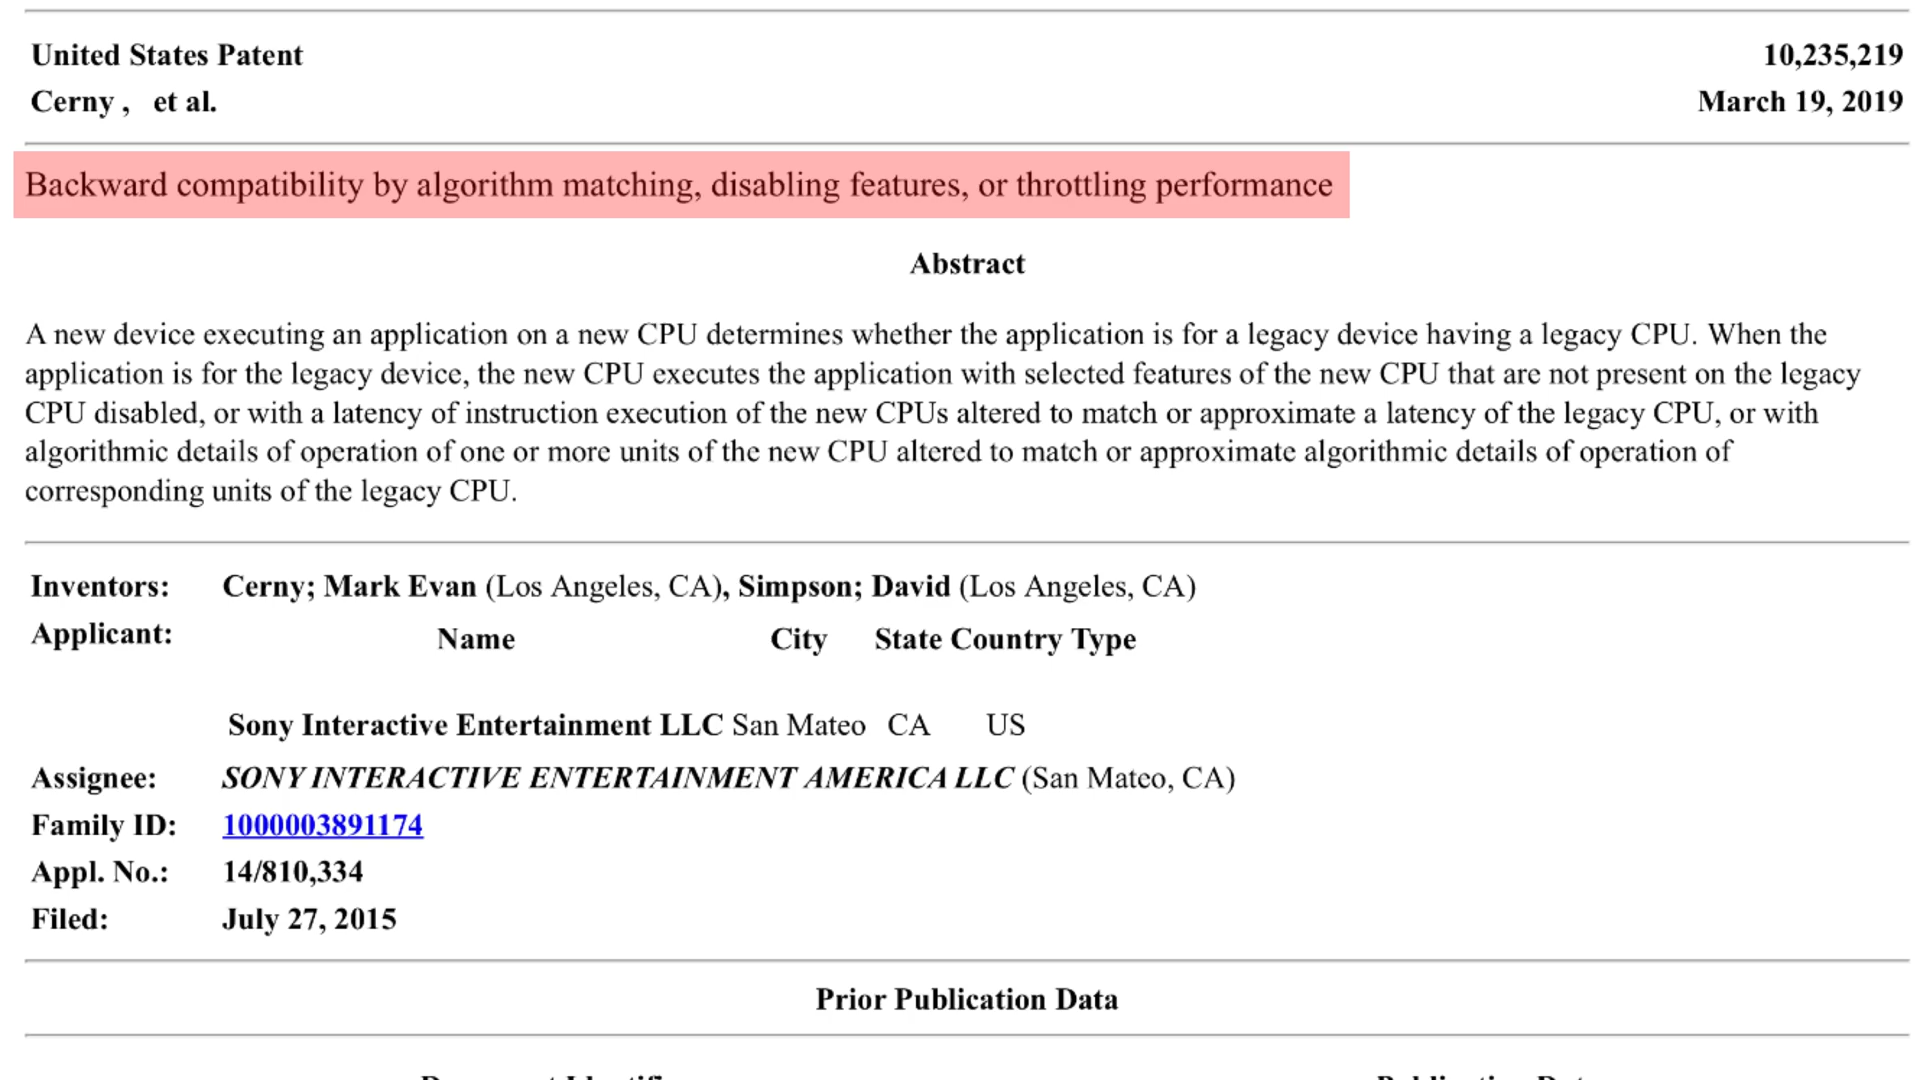 United States Patent 10,235,219
Cerny , et al. March 19, 2019
Backward compatibility by algorithm matching, disabling features, or throttling performance
Abstract
A new device executing an application on a new CPU determines whether the application is for a legacy device having a legacy CPU. When the
application is for the legacy device, the new CPU executes the application with selected features of the new CPU that are not present on the legacy
CPU disabled, or with a latency of instruction execution of the new CPUs altered to match or approximate a latency of the legacy CPU, or with
algorithmic details of operation of one or more units of the new CPU altered to match or approximate algorithmic details of operation of
corresponding units of the legacy CPU.
Inventors: Cerny; Mark Evan (Los Angeles, CA), Simpson; David (Los Angeles, CA)
Applicant: Name City State Country Type
Sony Interactive Entertainment LLC San Mateo CA US
Assignee: SONY INTERACTIVE ENTERTAINMENT AMERICA LLC (San Mateo, CA)
Family ID: 1000003891174
Appl. No.: 14/810,334
Filed: July 27, 2015
Prior Publication Data